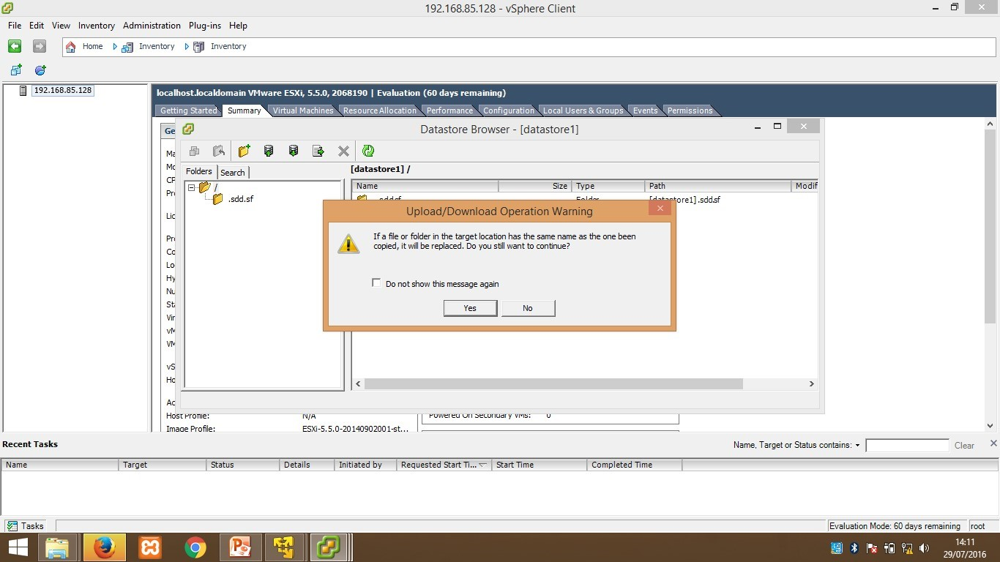 192.168.85.128 - vSphere Client
File Edit View Inventory Administration Plug-ins Help
Home Inventory Inventory
192.168.85.128
localhost.localdomain VMware ESXi, 5.5.0, 2068190 | Evaluation (60 days remaining)
Getting Started Summary Virtual Machines Resource Allocation Performance Configuration Local Users & Groups Events Permissions
Ge
Datastore Browser - [datastore1]
Ma
Mo
CP
Pro
Lic
Pro
Co
Lo
Hy
Nu
Sta
Vir
vM
VM
vS
Ho
Ac
Folders Search
[datastore1] /
/
.sdd.sf
Name Size Type Path Modif
.sdd.sf Folder [datastore1] .sdd.sf
Upload/Download Operation Warning
If a file or folder in the target location has the same name as the one been
copied, it will be replaced. Do you still want to continue?
Do not show this message again
Yes No
Host Profile: N/A
Powered On Secondary VMs: 0
Image Profile: ESXi-5.5.0-20140902001-st...
Recent Tasks
Name, Target or Status contains: Clear
Name Target Status Details Initiated by Requested Start Ti... Start Time Completed Time
Tasks
Evaluation Mode: 60 days remaining root
14:11
29/07/2016